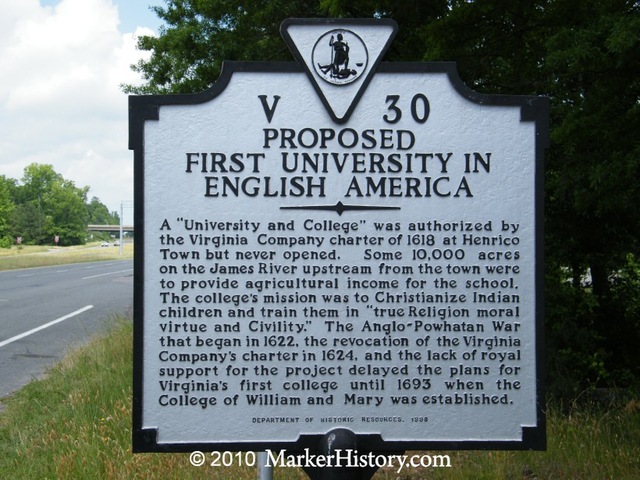 V 30
PROPOSED
FIRST UNIVERSITY IN
ENGLISH AMERICA
A "University and College" was authorized by
the Virginia Company charter of 1618 at Henrico
Town but never opened. Some 10,000 acres
on the James River upstream from the town were
to provide agricultural income for the school.
The college's mission was to Christianize Indian
children and train them in "true Religion moral
virtue and Civility." The Anglo-Powhatan War
that began in 1622, the revocation of the Virginia
Company's charter in 1624, and the lack of royal
support for the project delayed the plans for
Virginia's first college until 1693 when the
College of William and Mary was established.
DEPARTMENT OF HISTORIC RESOURCES, 1998
© 2010 MarkerHistory.com